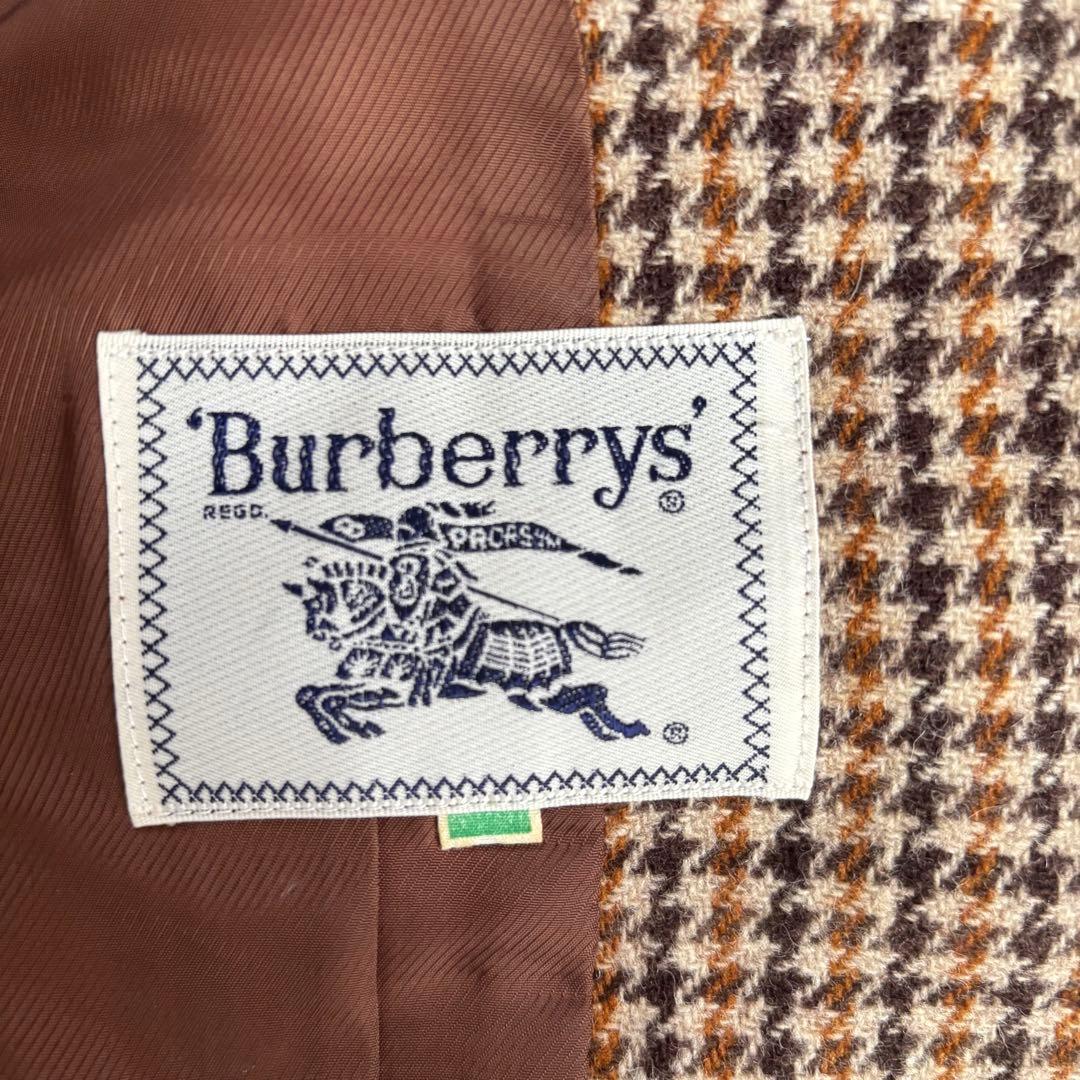 'Burberrys'
®
REGD.
PRORSUM
®